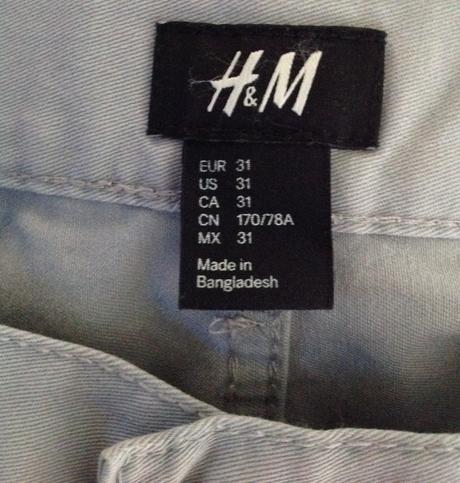 H&M
EUR 31
US 31
CA 31
CN 170/78A
MX 31
Made in
Bangladesh